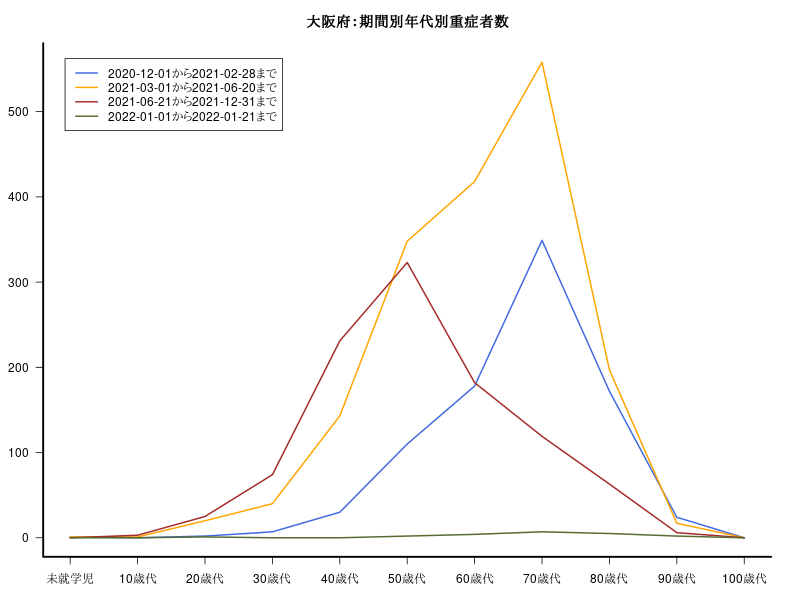 大阪府：期間別年代別重症者数
2020-12-01から2021-02-28まで
2021-03-01から2021-06-20まで
2021-06-21から2021-12-31まで
2022-01-01から2022-01-21まで
500
400
300
200
100
0
未就学児 10歳代 20歳代 30歳代 40歳代 50歳代 60歳代 70歳代 80歳代 90歳代 100歳代